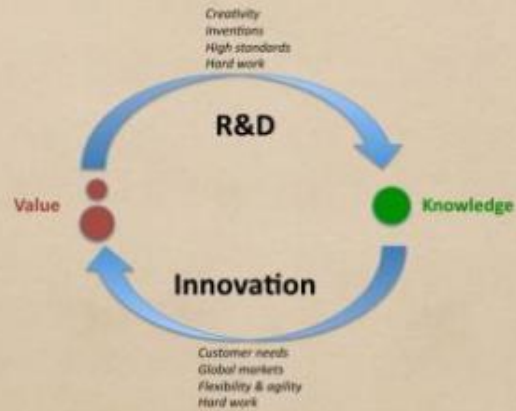 Creativity
Inventions
High standards
Hard work
R&D
Value
Knowledge
Innovation
Customer needs
Global markets
Flexibility & agility
Hard work